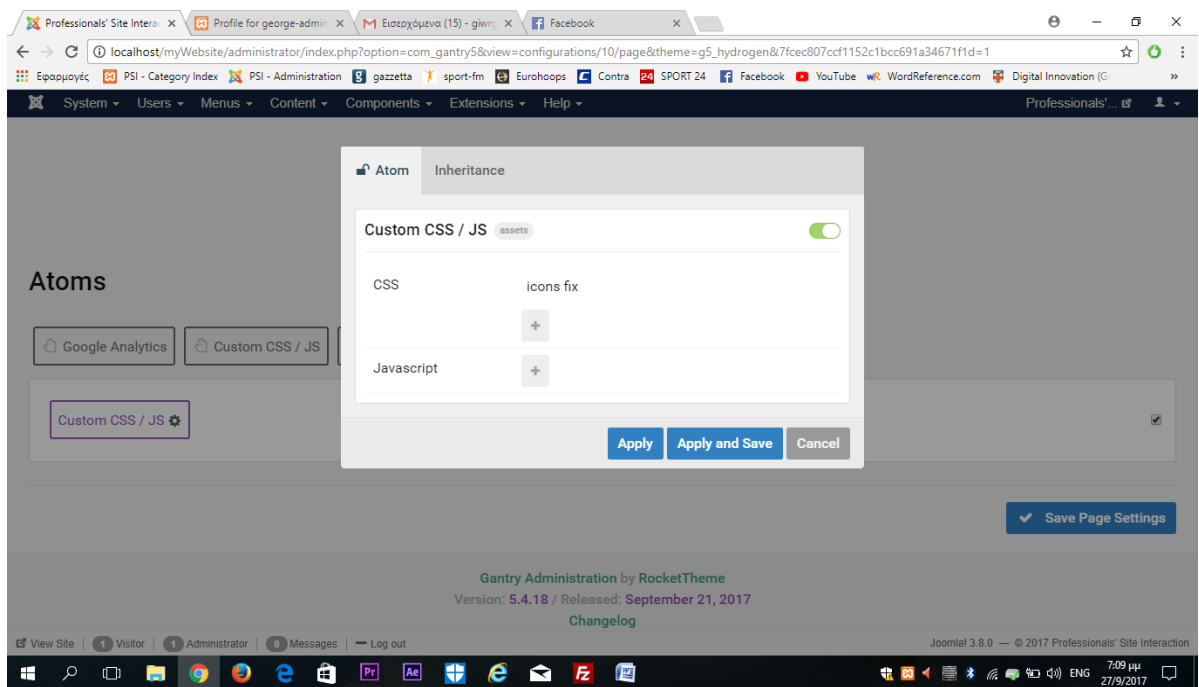 Professionals' Site Intera
Profile for george-admin
Εισερχόμενα (15) - giwrg
Facebook
localhost/myWebsite/administrator/index.php?option=com_gantry5&view=configurations/10/page&theme=g5_hydrogen&7fcec807ccf1152c1bcc691a34671f1d=1
Εφαρμογές PSI - Category Index PSI - Administration gazzetta sport-fm Eurohoops Contra SPORT 24 Facebook YouTube WordReference.com Digital Innovation (G
System Users Menus Content Components Extensions Help Professionals'...
Atom Inheritance
Custom CSS / JS assets
CSS icons fix
Javascript
Apply Apply and Save Cancel
Atoms
Google Analytics Custom CSS / JS
Custom CSS / JS
Save Page Settings
Gantry Administration by RocketTheme
Version: 5.4.18 / Released: September 21, 2017
Changelog
View Site 1 Visitor 1 Administrator 0 Messages Log out Joomla! 3.8.0 — © 2017 Professionals' Site Interaction
Pr Ae Fz ENG 7:09 μμ
27/9/2017